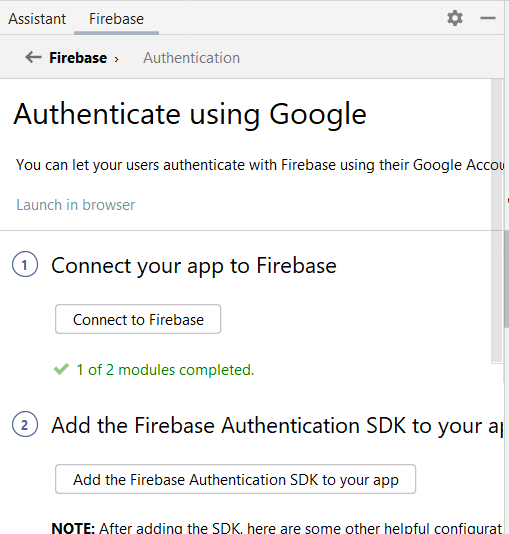 Assistant Firebase
Firebase › Authentication
Authenticate using Google
You can let your users authenticate with Firebase using their Google Accou
Launch in browser
1 Connect your app to Firebase
Connect to Firebase
1 of 2 modules completed.
2 Add the Firebase Authentication SDK to your ap
Add the Firebase Authentication SDK to your app
NOTE: After adding the SDK, here are some other helpful configurat